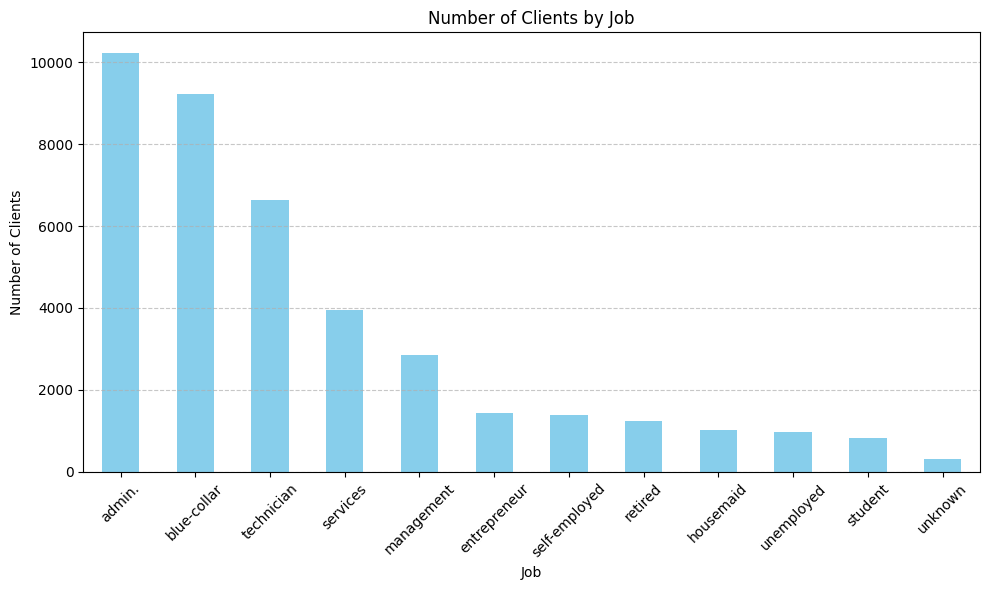 Number of Clients by Job
Number of Clients
10000
8000
6000
4000
2000
0
admin.
blue-collar
technician
services
management
entrepreneur
self-employed
retired
housemaid
unemployed
student
unknown
Job